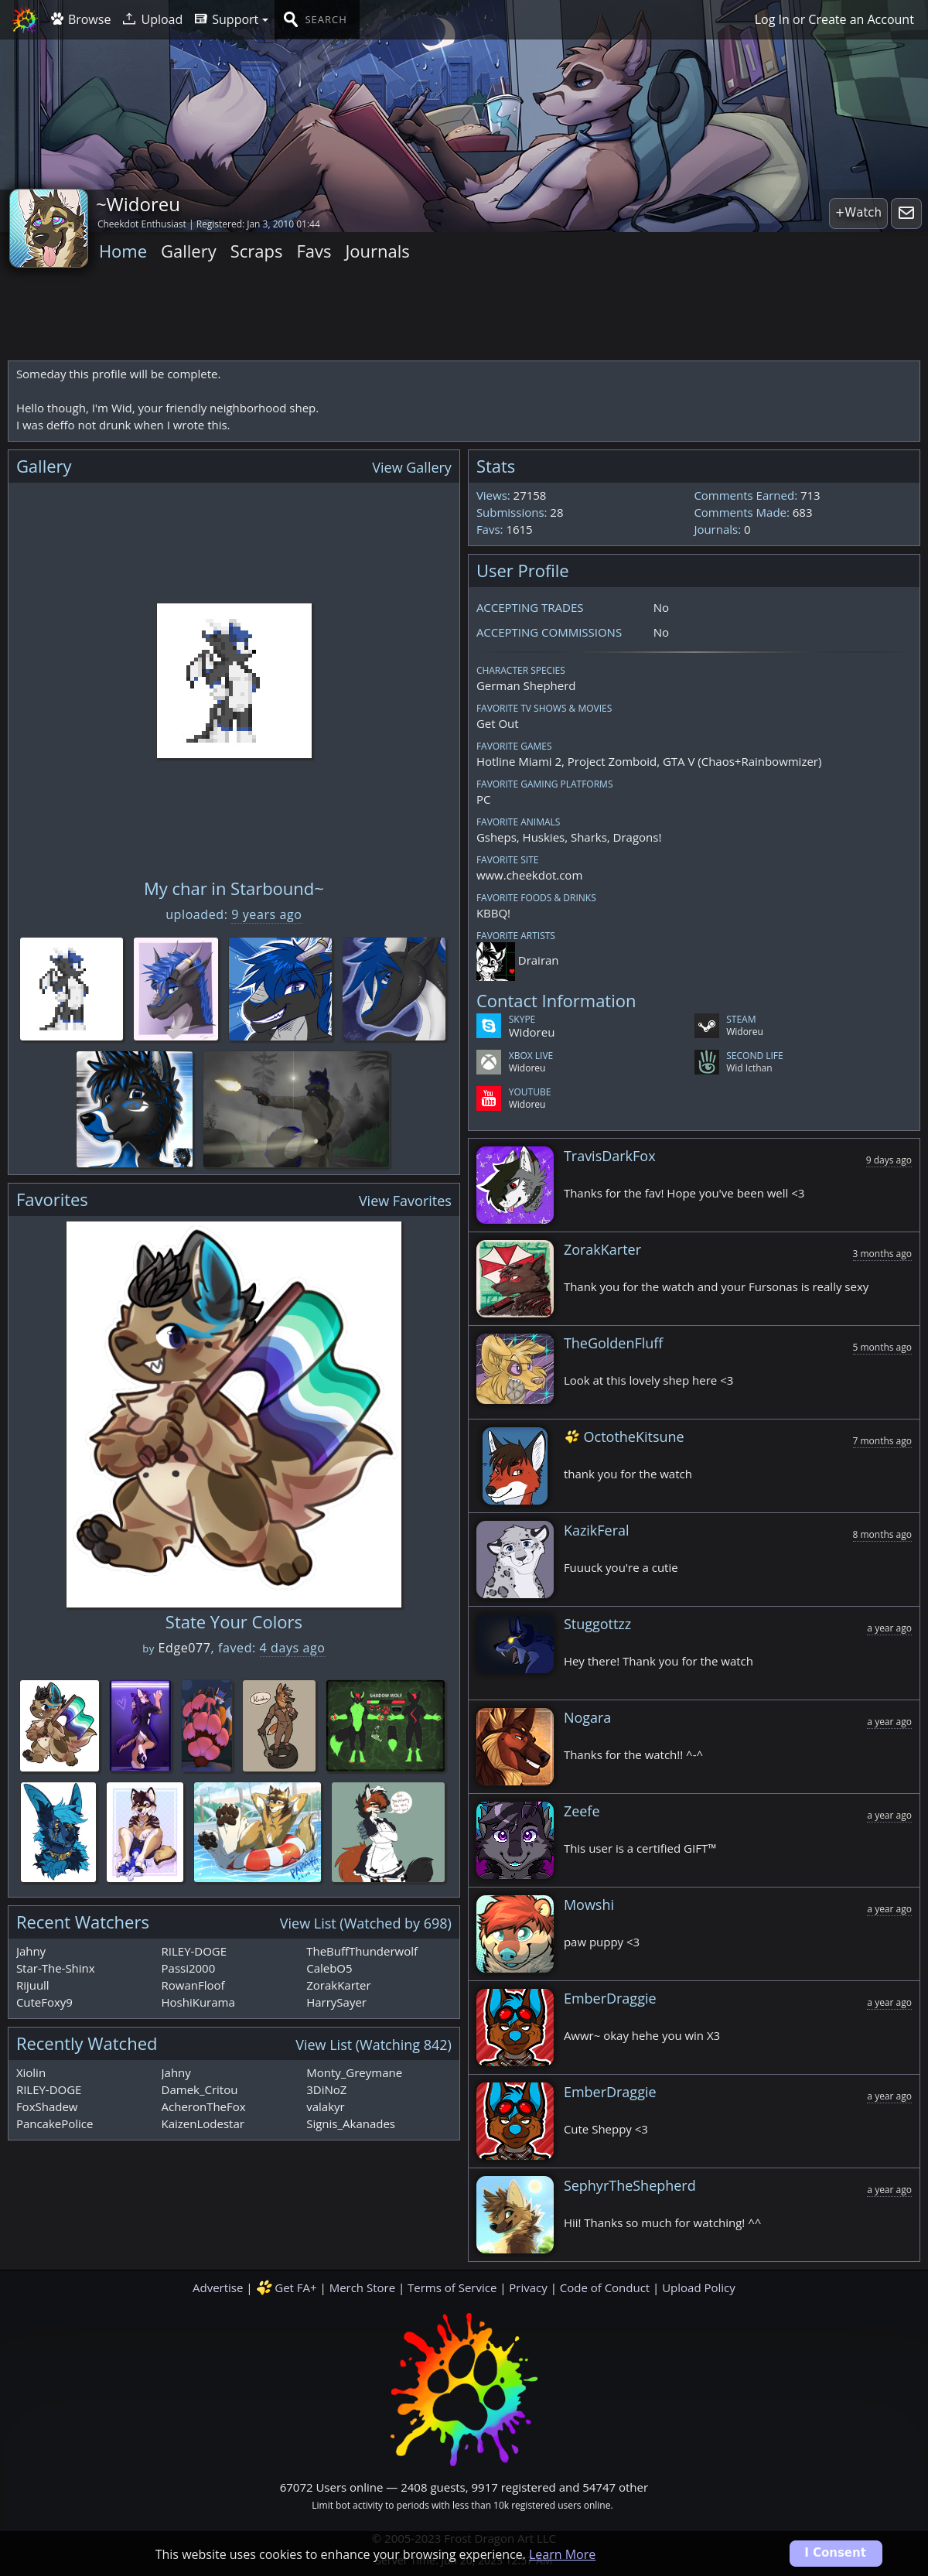 Browse Upload Support SEARCH Log In or Create an Account
~Widoreu
Cheekdot Enthusiast | Registered: Jan 3, 2010 01:44
+Watch
Home Gallery Scraps Favs Journals
Someday this profile will be complete.
Hello though, I'm Wid, your friendly neighborhood shep.
I was deffo not drunk when I wrote this.
Gallery View Gallery
My char in Starbound~
uploaded: 9 years ago
Favorites View Favorites
State Your Colors
by Edge077, faved: 4 days ago
SHADOW WOLF
Recent Watchers View List (Watched by 698)
Jahny RILEY-DOGE TheBuffThunderwolf
Star-The-Shinx Passi2000 CalebO5
Rijuull RowanFloof ZorakKarter
CuteFoxy9 HoshiKurama HarrySayer
Recently Watched View List (Watching 842)
Xiolin Jahny Monty_Greymane
RILEY-DOGE Damek_Critou 3DiNoZ
FoxShadew AcheronTheFox valakyr
PancakePolice KaizenLodestar Signis_Akanades
Stats
Views: 27158 Comments Earned: 713
Submissions: 28 Comments Made: 683
Favs: 1615 Journals: 0
User Profile
ACCEPTING TRADES No
ACCEPTING COMMISSIONS No
CHARACTER SPECIES
German Shepherd
FAVORITE TV SHOWS & MOVIES
Get Out
FAVORITE GAMES
Hotline Miami 2, Project Zomboid, GTA V (Chaos+Rainbowmizer)
FAVORITE GAMING PLATFORMS
PC
FAVORITE ANIMALS
Gsheps, Huskies, Sharks, Dragons!
FAVORITE SITE
www.cheekdot.com
FAVORITE FOODS & DRINKS
KBBQ!
FAVORITE ARTISTS
Drairan
Contact Information
SKYPE STEAM
Widoreu Widoreu
XBOX LIVE SECOND LIFE
Widoreu Wid Icthan
You Tube
YOUTUBE
Widoreu
TravisDarkFox 9 days ago
Thanks for the fav! Hope you've been well <3
ZorakKarter 3 months ago
Thank you for the watch and your Fursonas is really sexy
TheGoldenFluff 5 months ago
Look at this lovely shep here <3
OctotheKitsune 7 months ago
thank you for the watch
KazikFeral 8 months ago
Fuuuck you're a cutie
Stuggottzz a year ago
Hey there! Thank you for the watch
Nogara a year ago
Thanks for the watch!! ^-^
Zeefe a year ago
This user is a certified GIFT™
Mowshi a year ago
paw puppy <3
EmberDraggie a year ago
Awwr~ okay hehe you win X3
EmberDraggie a year ago
Cute Sheppy <3
SephyrTheShepherd a year ago
Hii! Thanks so much for watching! ^^
Advertise | Get FA+ | Merch Store | Terms of Service | Privacy | Code of Conduct | Upload Policy
67072 Users online — 2408 guests, 9917 registered and 54747 other
Limit bot activity to periods with less than 10k registered users online.
© 2005-2023 Frost Dragon Art LLC
This website uses cookies to enhance your browsing experience. Learn More
I Consent